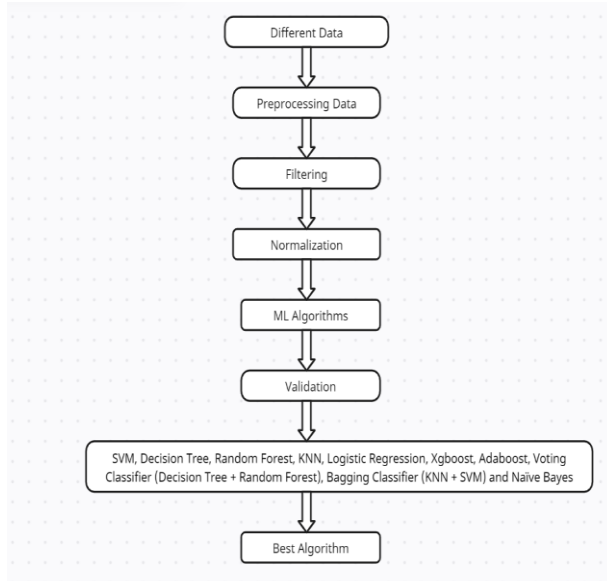 Different Data
Preprocessing Data
Filtering
Normalization
ML Algorithms
Validation
SVM, Decision Tree, Random Forest, KNN, Logistic Regression, Xgboost, Adaboost, Voting
Classifier (Decision Tree + Random Forest), Bagging Classifier (KNN + SVM) and Naïve Bayes
Best Algorithm